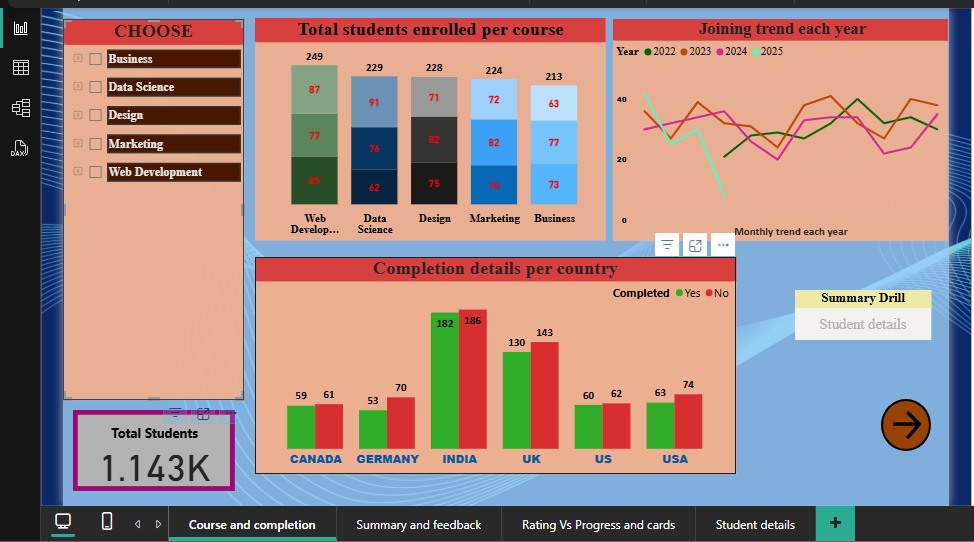 CHOOSE
Business
Data Science
Design
Marketing
Web Development
Total students enrolled per course
249
229
228
224
213
87
91
71
72
63
77
76
82
82
77
85
62
75
70
73
Web
Develop...
Data
Science
Design
Marketing
Business
Joining trend each year
Year 2022 2023 2024 2025
40
20
0
Monthly trend each year
Completion details per country
Completed Yes No
59
61
53
70
182
186
130
143
60
62
63
74
CANADA
GERMANY
INDIA
UK
US
USA
Summary Drill
Student details
Total Students
1.143K
DAX
Course and completion
Summary and feedback
Rating Vs Progress and cards
Student details
+